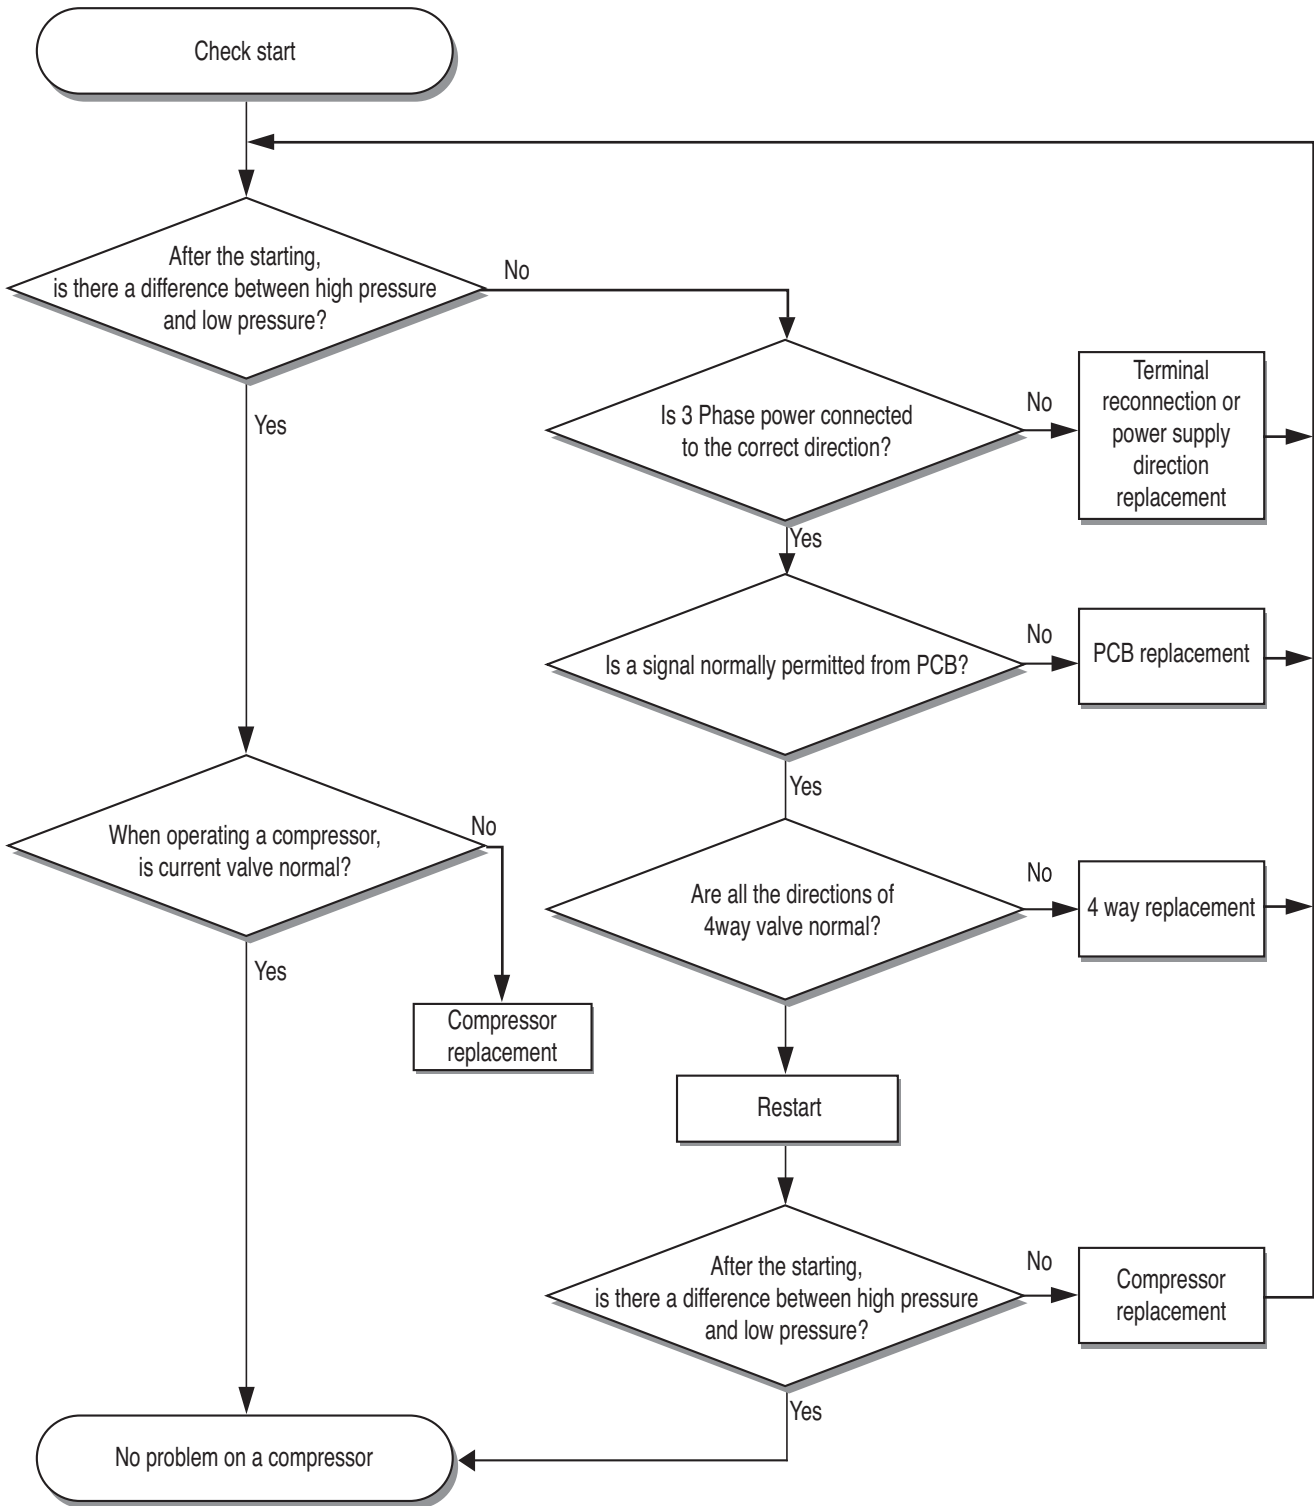 Check start
After the starting,
is there a difference between high pressure
and low pressure?
No
Yes
Is 3 Phase power connected
to the correct direction?
No
Terminal
reconnection or
power supply
direction
replacement
Yes
Is a signal normally permitted from PCB?
No
PCB replacement
Yes
When operating a compressor,
is current valve normal?
No
Yes
Compressor
replacement
Are all the directions of
4way valve normal?
No
4 way replacement
Restart
After the starting,
is there a difference between high pressure
and low pressure?
No
Compressor
replacement
Yes
No problem on a compressor